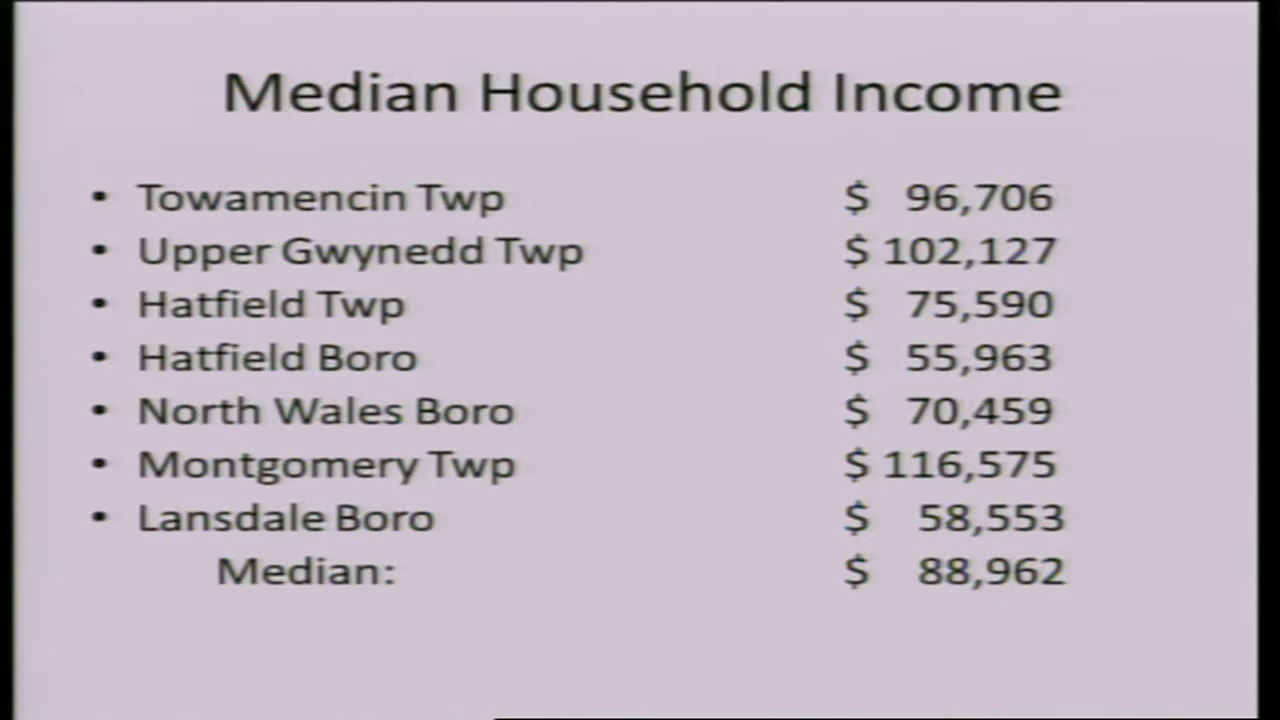 Median Household Income
• Towamencin Twp $ 96,706
• Upper Gwynedd Twp $ 102,127
• Hatfield Twp $ 75,590
• Hatfield Boro $ 55,963
• North Wales Boro $ 70,459
• Montgomery Twp $ 116,575
• Lansdale Boro $ 58,553
Median: $ 88,962